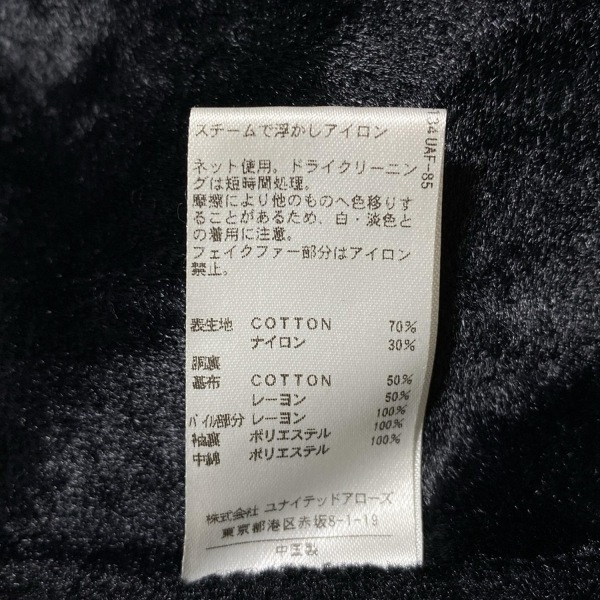 スチームで浮かしアイロン
ネット使用。ドライクリーニン
グは短時間処理。
摩擦により他のものへ色移りす
ることがあるため、白・淡色と
の着用に注意。
フェイクファー部分はアイロン
禁止。
表生地 COTTON 70%
ナイロン 30%
胴裏
基布 COTTON 50%
レーヨン 50%
パイル部分 レーヨン 100%
袖裏 ポリエステル 100%
中綿 ポリエステル 100%
株式会社 ユナイテッドアローズ
東京都港区赤坂8-1-19
中国製
34UAF-85